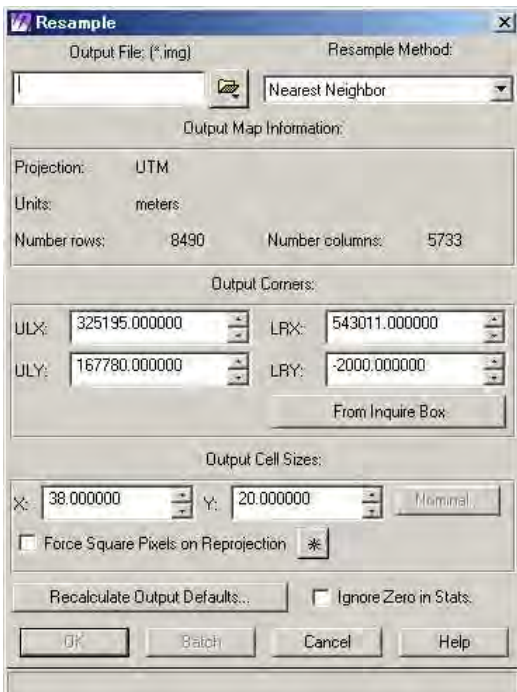 Resample
Output File: (*.img)
Resample Method:
Nearest Neighbor
Output Map Information:
Projection: UTM
Units: meters
Number rows: 8490 Number columns: 5733
Output Corners:
ULX: 325195.000000 LRX: 543011.000000
ULY: 167780.000000 LRY: -2000.000000
From Inquire Box
Output Cell Sizes:
X: 38.000000 Y: 20.000000 Nominal
Force Square Pixels on Reprojection
Recalculate Output Defaults... Ignore Zero in Stats.
OK Batch Cancel Help